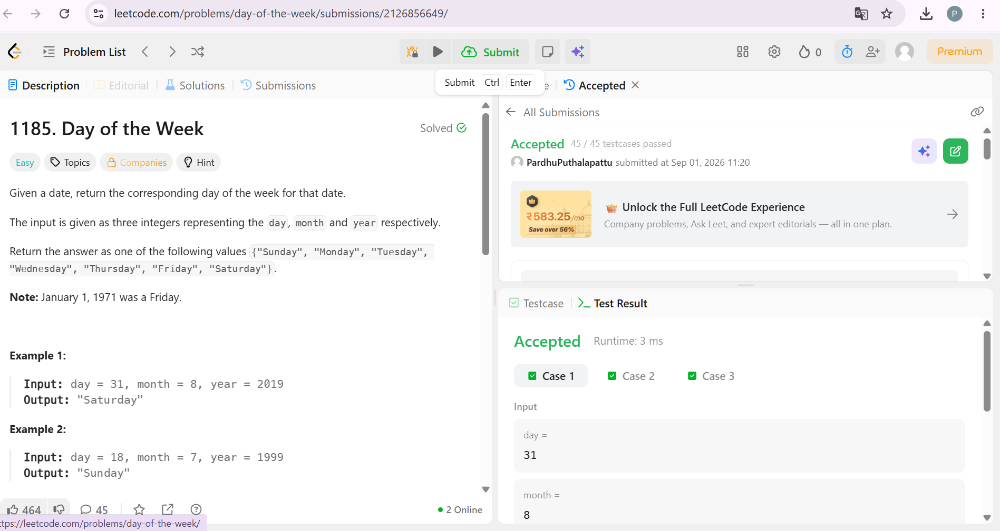 leetcode.com/problems/day-of-the-week/submissions/2126856649/
P
Problem List
Submit
0
Premium
Description
Editorial
Solutions
Submissions
Submit Ctrl Enter
Accepted
1185. Day of the Week
Solved
Easy
Topics
Companies
Hint
Given a date, return the corresponding day of the week for that date.
The input is given as three integers representing the day, month and year respectively.
Return the answer as one of the following values {"Sunday", "Monday", "Tuesday",
"Wednesday", "Thursday", "Friday", "Saturday"}.
Note: January 1, 1971 was a Friday.
Example 1:
Input: day = 31, month = 8, year = 2019
Output: "Saturday"
Example 2:
Input: day = 18, month = 7, year = 1999
Output: "Sunday"
464
45
2 Online
ttps://leetcode.com/problems/day-of-the-week/
All Submissions
Accepted 45 / 45 testcases passed
PardhuPuthalapattu submitted at Sep 01, 2026 11:20
₹583.25/mo
Save over 56%
Unlock the Full LeetCode Experience
Company problems, Ask Leet, and expert editorials — all in one plan.
Testcase
Test Result
Accepted Runtime: 3 ms
Case 1
Case 2
Case 3
Input
day =
31
month =
8